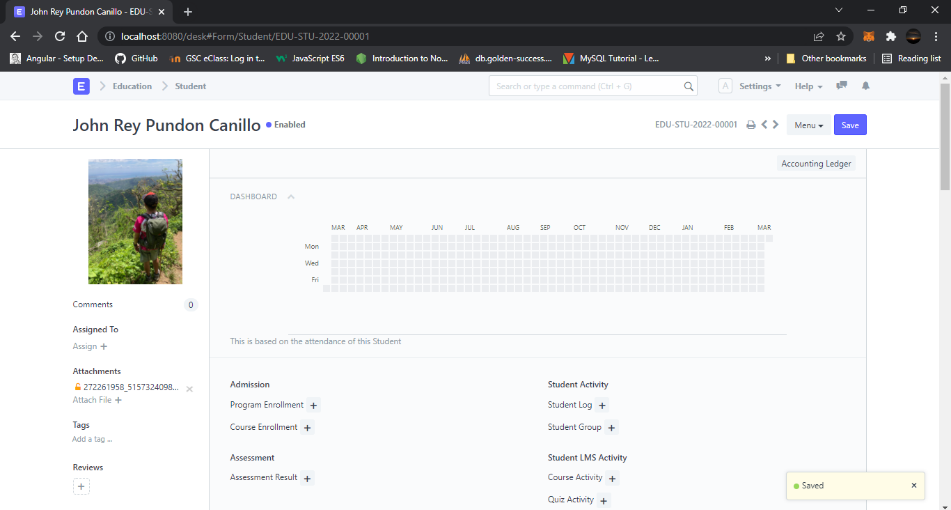 John Rey Pundon Canillo - EDU-S
localhost:8080/desk#Form/Student/EDU-STU-2022-00001
Angular - Setup De... GitHub GSC eClass: Log in t... JavaScript ES6 Introduction to No... db.golden-success.... MySQL Tutorial - Le... » Other bookmarks Reading list
E Education Student Search or type a command (Ctrl + G) A Settings Help
John Rey Pundon Canillo Enabled EDU-STU-2022-00001 Menu Save
Accounting Ledger
DASHBOARD
MAR APR MAY JUN JUL AUG SEP OCT NOV DEC JAN FEB MAR
Mon
Wed
Fri
This is based on the attendance of this Student
Comments 0
Assigned To
Assign +
Attachments
272261958_5157324098...
Attach File +
Tags
Add a tag ...
Reviews
+
Admission
Program Enrollment +
Course Enrollment +
Assessment
Assessment Result +
Student Activity
Student Log +
Student Group +
Student LMS Activity
Course Activity +
Quiz Activity +
Saved ×